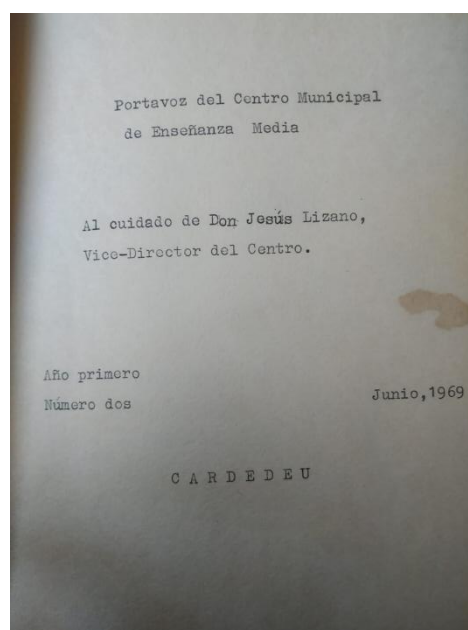 Portavoz del Centro Municipal
de Enseñanza Media
Al cuidado de Don Jesús Lizano,
Vice-Director del Centro.
Año primero
Número dos
Junio,1969
C A R D E D E U